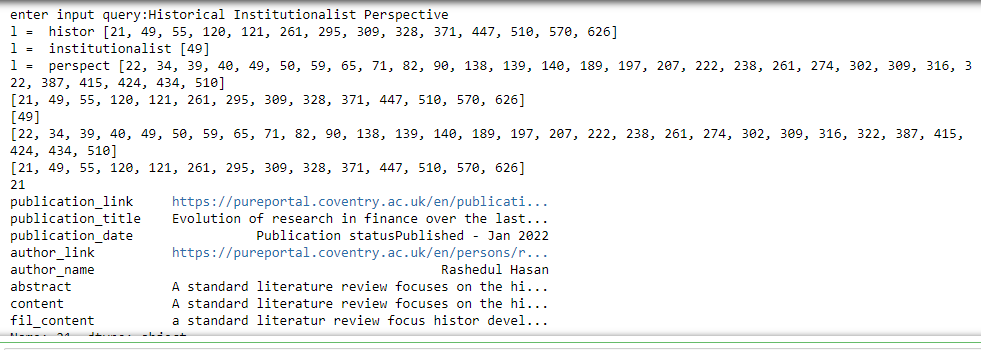 enter input query:Historical Institutionalist Perspective
l =  histor [21, 49, 55, 120, 121, 261, 295, 309, 328, 371, 447, 510, 570, 626]
l =  institutionalist [49]
l =  perspect [22, 34, 39, 40, 49, 50, 59, 65, 71, 82, 90, 138, 139, 140, 189, 197, 207, 222, 238, 261, 274, 302, 309, 316, 3
22, 387, 415, 424, 434, 510]
[21, 49, 55, 120, 121, 261, 295, 309, 328, 371, 447, 510, 570, 626]
[49]
[22, 34, 39, 40, 49, 50, 59, 65, 71, 82, 90, 138, 139, 140, 189, 197, 207, 222, 238, 261, 274, 302, 309, 316, 322, 387, 415,
424, 434, 510]
[21, 49, 55, 120, 121, 261, 295, 309, 328, 371, 447, 510, 570, 626]
21
publication_link     https://pureportal.coventry.ac.uk/en/publicati...
publication_title    Evolution of research in finance over the last...
publication_date     Publication statusPublished - Jan 2022
author_link          https://pureportal.coventry.ac.uk/en/persons/r...
author_name          Rashedul Hasan
abstract             A standard literature review focuses on the hi...
content              A standard literature review focuses on the hi...
fil_content          a standard literatur review focus histor devel...
Name: 21, dtype: object